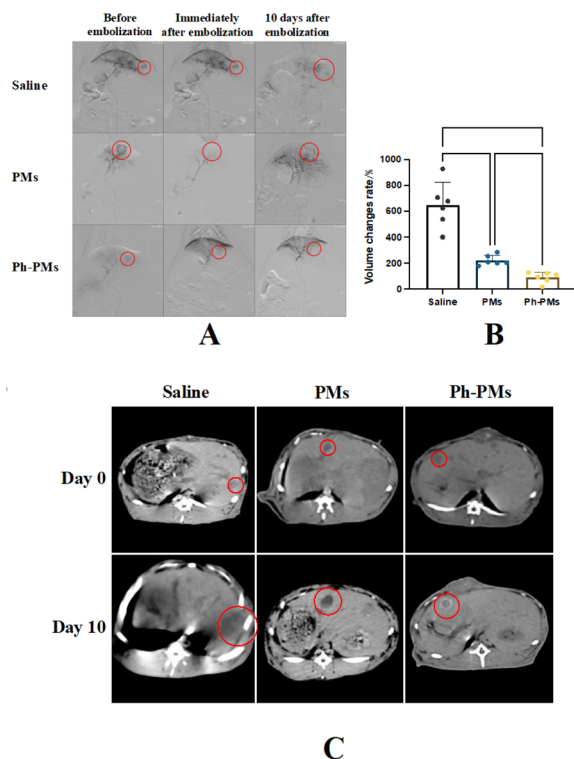 A
Before embolization
Immediately after embolization
10 days after embolization
Saline
PMs
Ph-PMs
A
Volume changes rate/%
1000
800
600
400
200
0
Saline
PMs
Ph-PMs
B
Saline
PMs
Ph-PMs
Day 0
Day 10
C